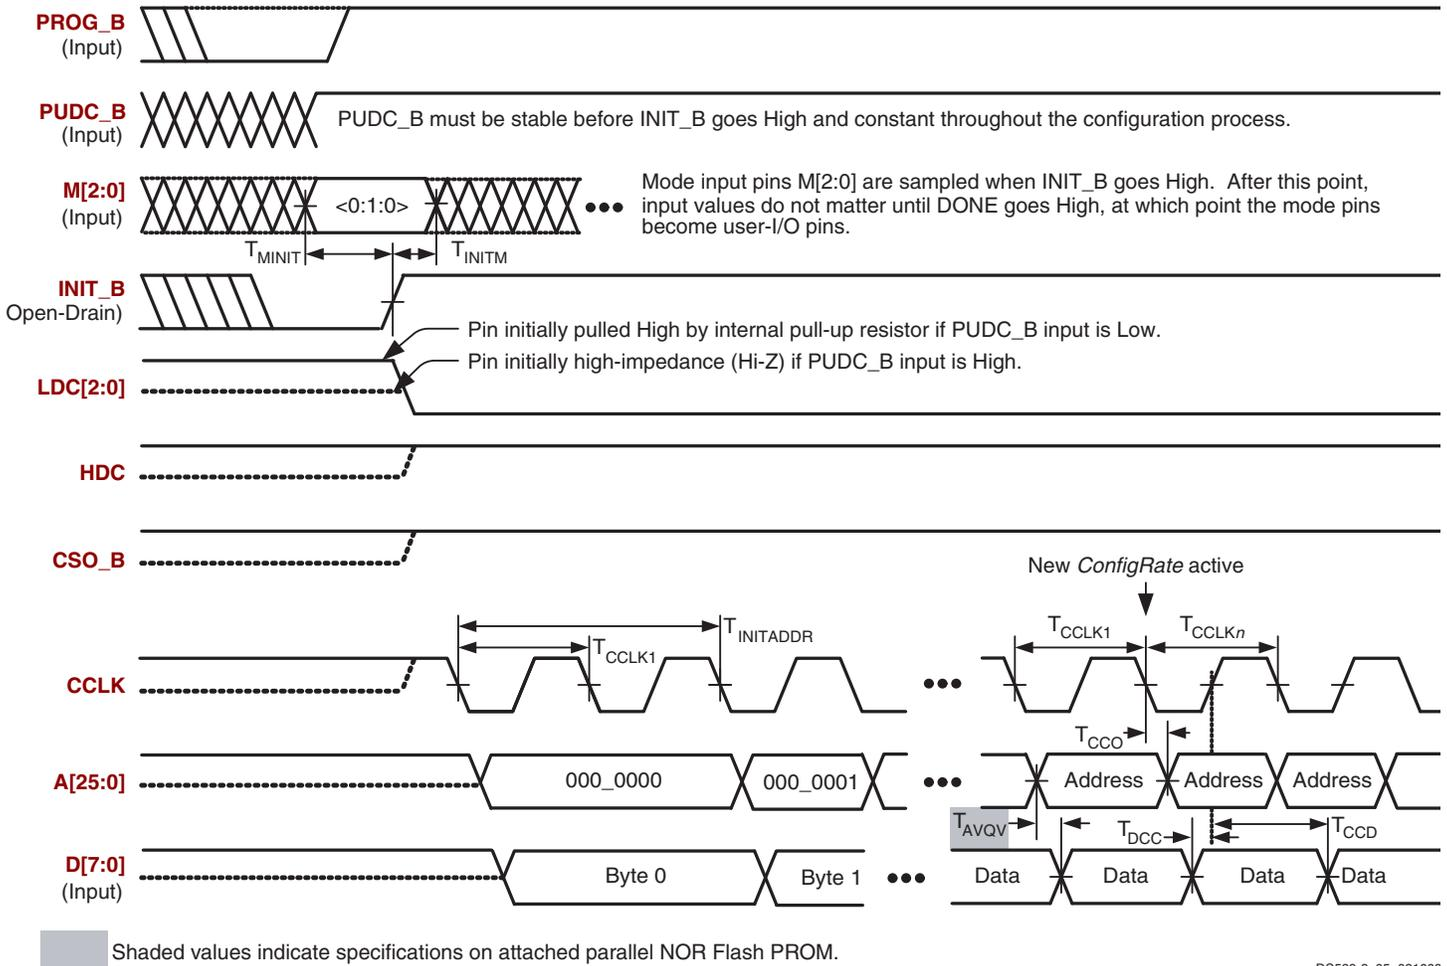 PROG_B
(Input)
PUDC_B
(Input)
PUDC_B must be stable before INIT_B goes High and constant throughout the configuration process.
M[2:0]
(Input)
<0:1:0>
Mode input pins M[2:0] are sampled when INIT_B goes High. After this point,
input values do not matter until DONE goes High, at which point the mode pins
become user-I/O pins.
TMINIT
TINITM
INIT_B
Open-Drain)
Pin initially pulled High by internal pull-up resistor if PUDC_B input is Low.
Pin initially high-impedance (Hi-Z) if PUDC_B input is High.
LDC[2:0]
HDC
CSO_B
New ConfigRate active
TINITADDR
TCCLK1
TCCLK1
TCCLKn
CCLK
TCCO
A[25:0]
000_0000
000_0001
Address
Address
Address
TAVQV
TDCC
TCCD
D[7:0]
(Input)
Byte 0
Byte 1
Data
Data
Data
Data
Shaded values indicate specifications on attached parallel NOR Flash PROM.